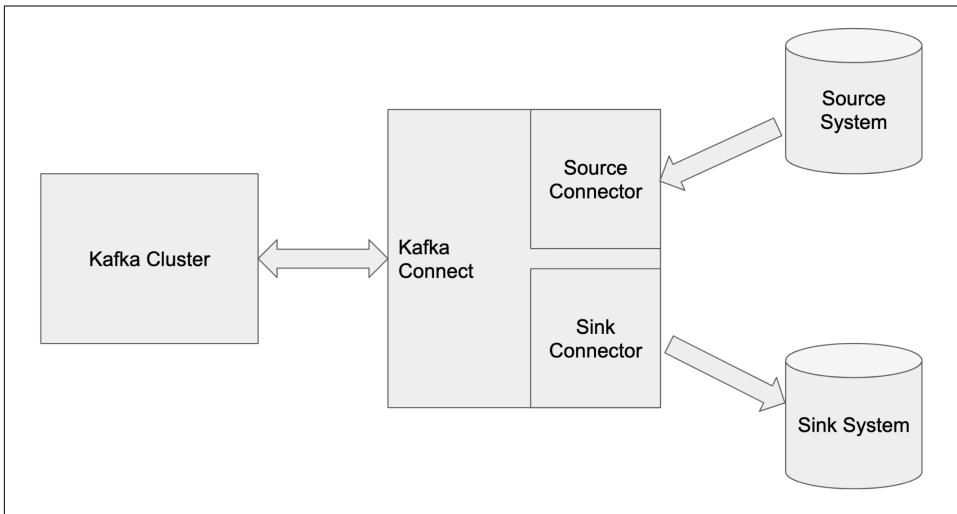 Source
System
Source
Connector
Kafka Cluster
Kafka
Connect
Sink
Connector
Sink System